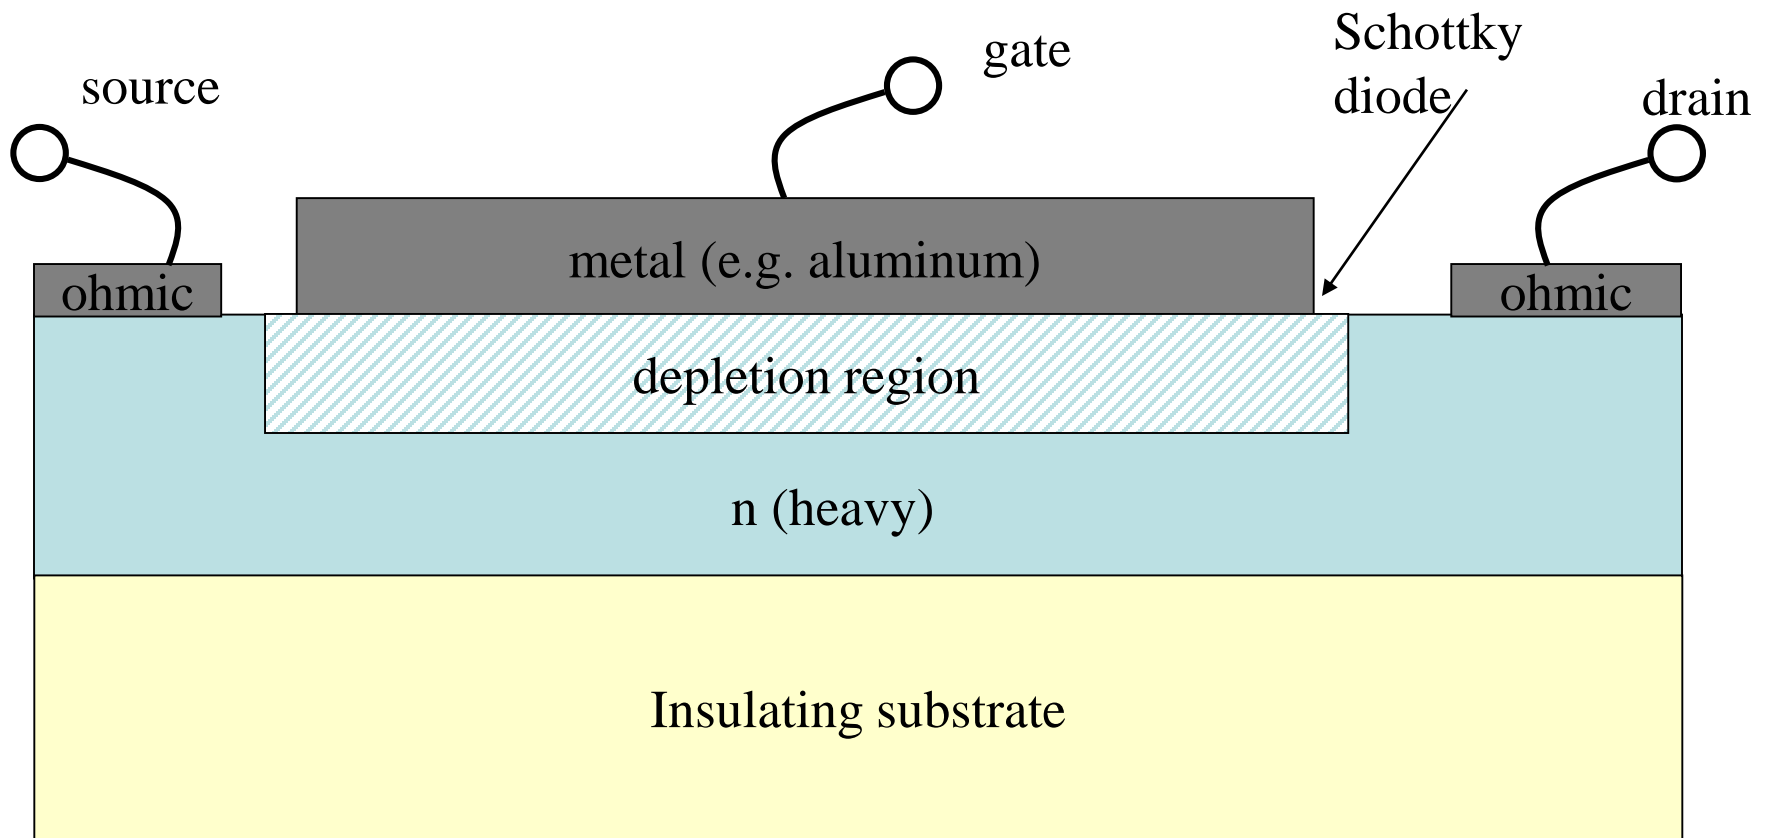 source
gate
Schottky
diode
drain
metal (e.g. aluminum)
ohmic
ohmic
depletion region
n (heavy)
Insulating substrate